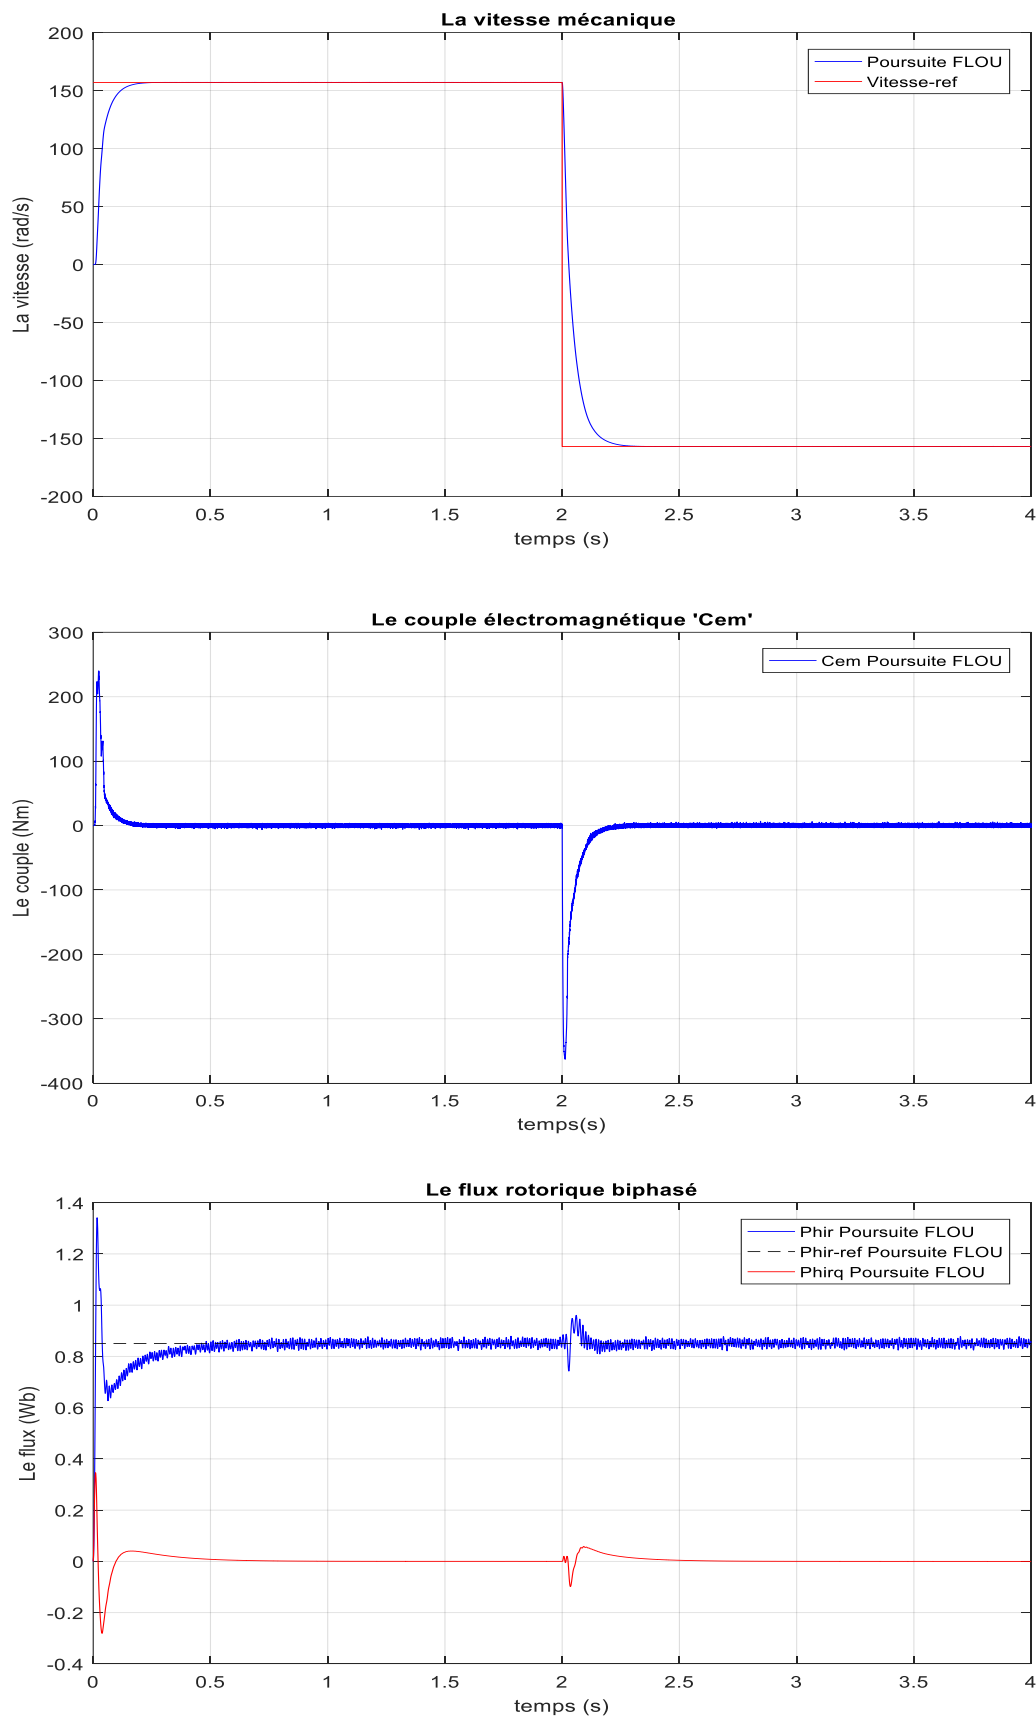 La vitesse mécanique
Poursuite FLOU
Vitesse-ref
La vitesse (rad/s)
200
150
100
50
0
-50
-100
-150
-200
0 0.5 1 1.5 2 2.5 3 3.5 4
temps (s)
Le couple électromagnétique 'Cem'
Cem Poursuite FLOU
Le couple (Nm)
300
200
100
0
-100
-200
-300
-400
0 0.5 1 1.5 2 2.5 3 3.5 4
temps(s)
Le flux rotorique biphasé
Phir Poursuite FLOU
Phir-ref Poursuite FLOU
Phirq Poursuite FLOU
Le flux (Wb)
1.4
1.2
1
0.8
0.6
0.4
0.2
0
-0.2
-0.4
0 0.5 1 1.5 2 2.5 3 3.5 4
temps (s)